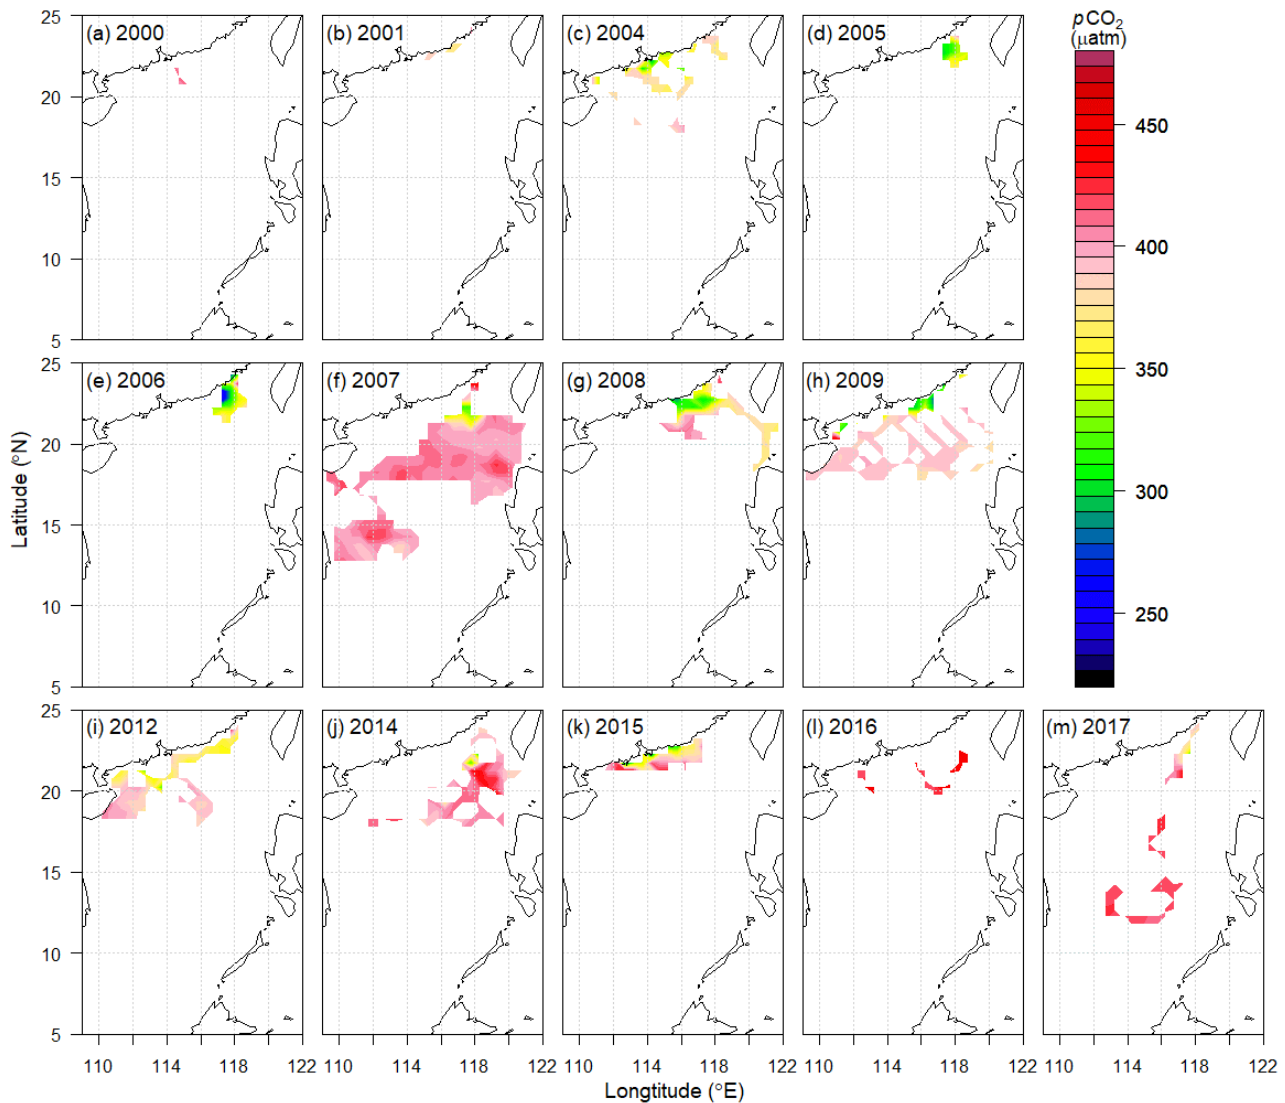 (a) 2000
(b) 2001
(c) 2004
(d) 2005
pCO₂
(μatm)
25
20
15
10
5
450
400
350
300
250
(e) 2006
(f) 2007
(g) 2008
(h) 2009
25
20
15
10
5
Latitude (°N)
(i) 2012
(j) 2014
(k) 2015
(l) 2016
(m) 2017
25
20
15
10
5
110 114 118 122
110 114 118 122
110 114 118 122
110 114 118 122
110 114 118 122
Longtitude (°E)